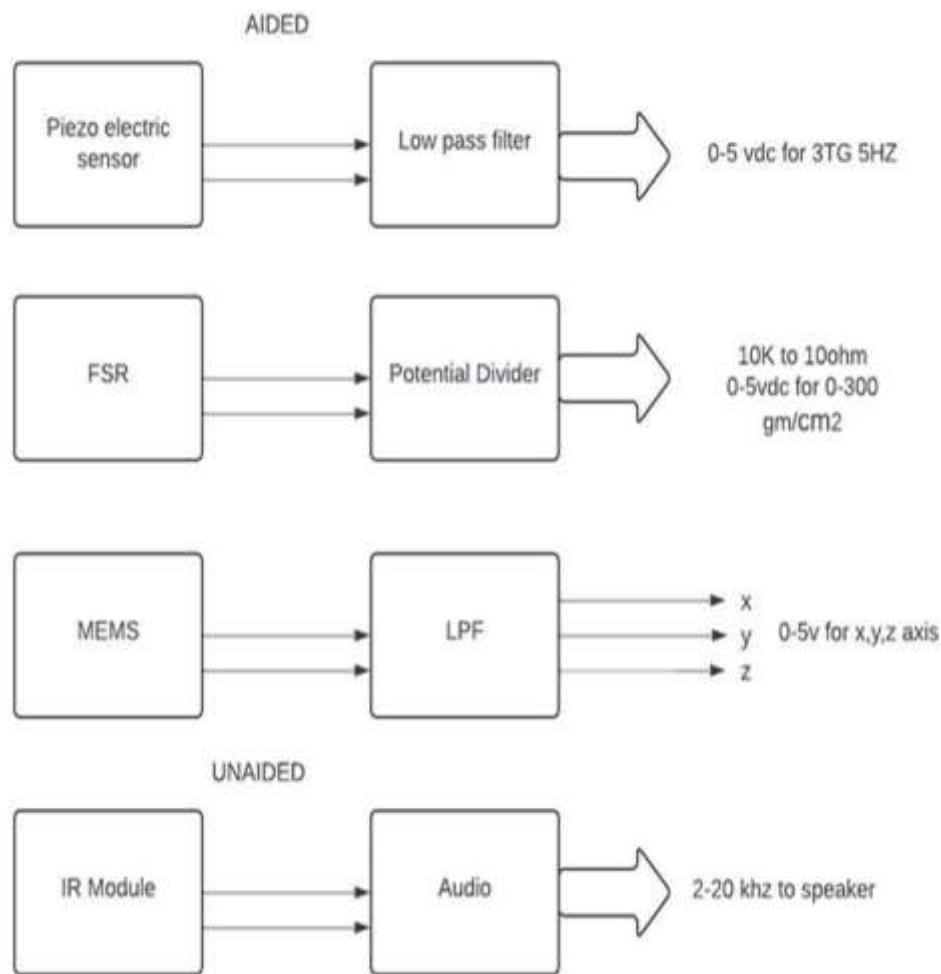 AIDED
Piezo electric
sensor
Low pass filter
0-5 vdc for 3TG 5HZ
FSR
Potential Divider
10K to 10ohm
0-5vdc for 0-300
gm/cm2
MEMS
LPF
x
y
z
0-5v for x,y,z axis
UNAIDED
IR Module
Audio
2-20 khz to speaker